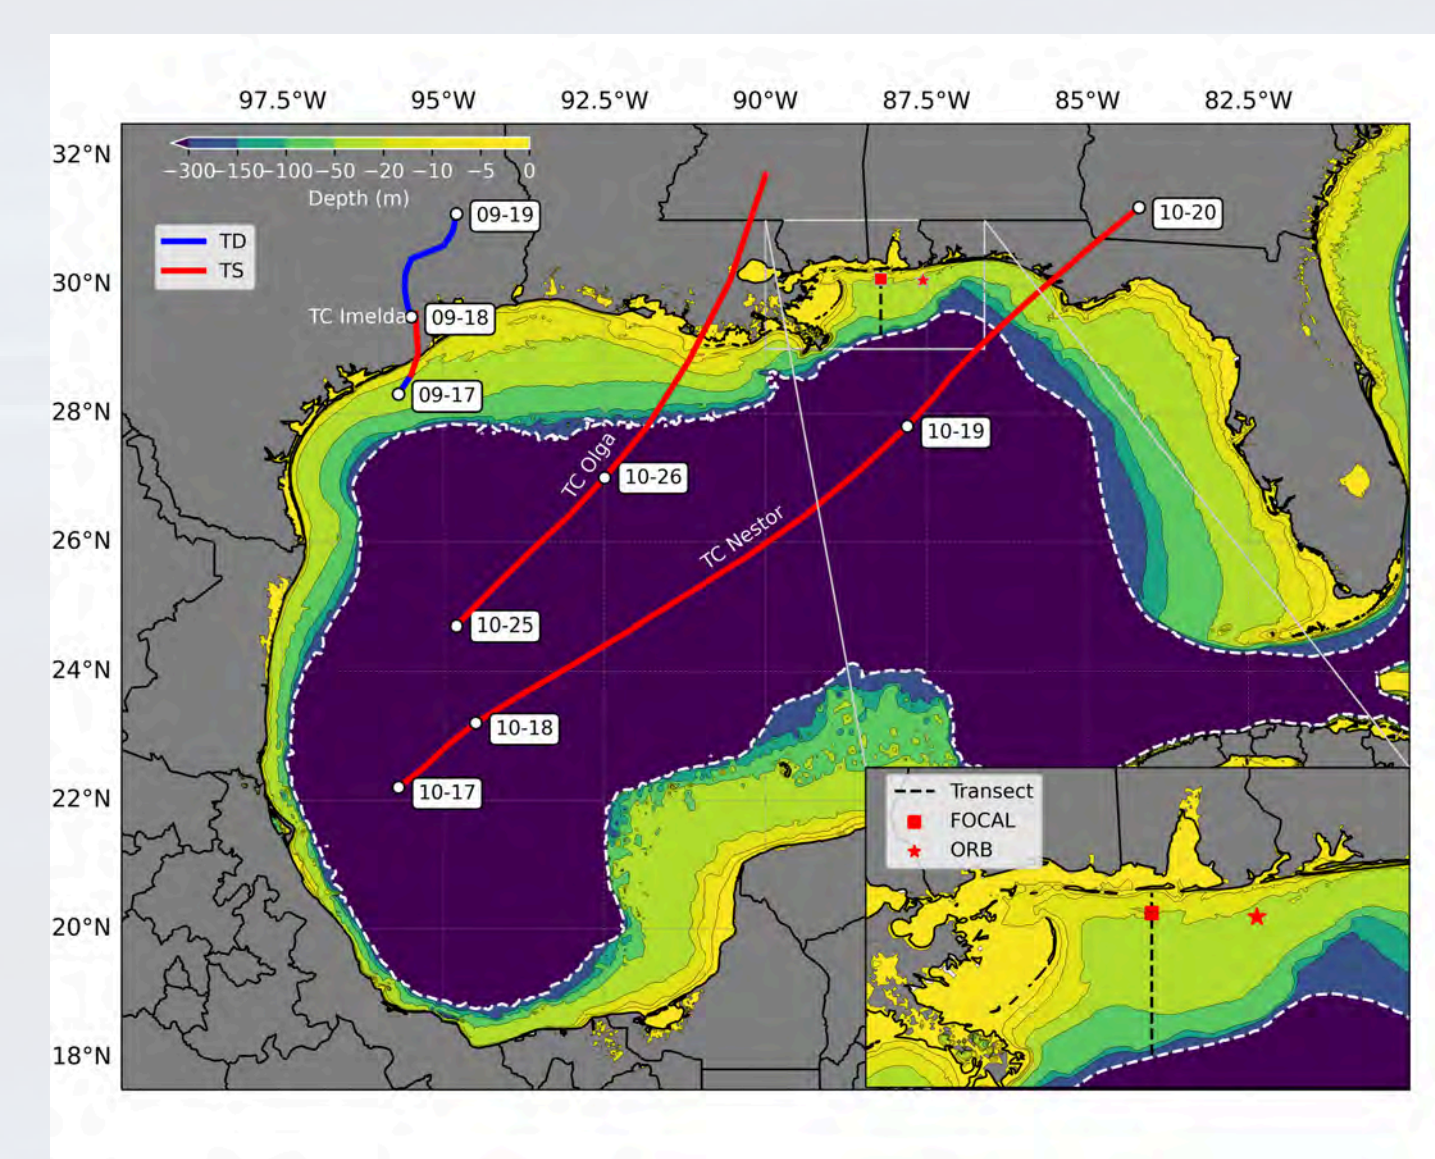 97.5°W 95°W 92.5°W 90°W 87.5°W 85°W 82.5°W
32°N
−300 −150 −100 −50 −20 −10 −5 0
Depth (m)
09-19
10-20
TD
TS
30°N
TC Imelda
09-18
09-17
28°N
10-19
TC Olga
10-26
TC Nestor
26°N
10-25
24°N
10-18
10-17
22°N
Transect
FOCAL
ORB
20°N
18°N